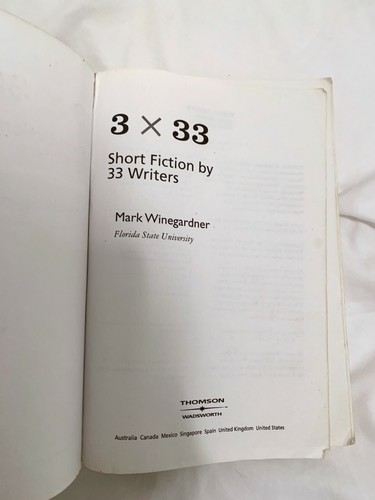 3 × 33
Short Fiction by
33 Writers
Mark Winegardner
Florida State University
THOMSON
WADSWORTH
Australia Canada Mexico Singapore Spain United Kingdom United States